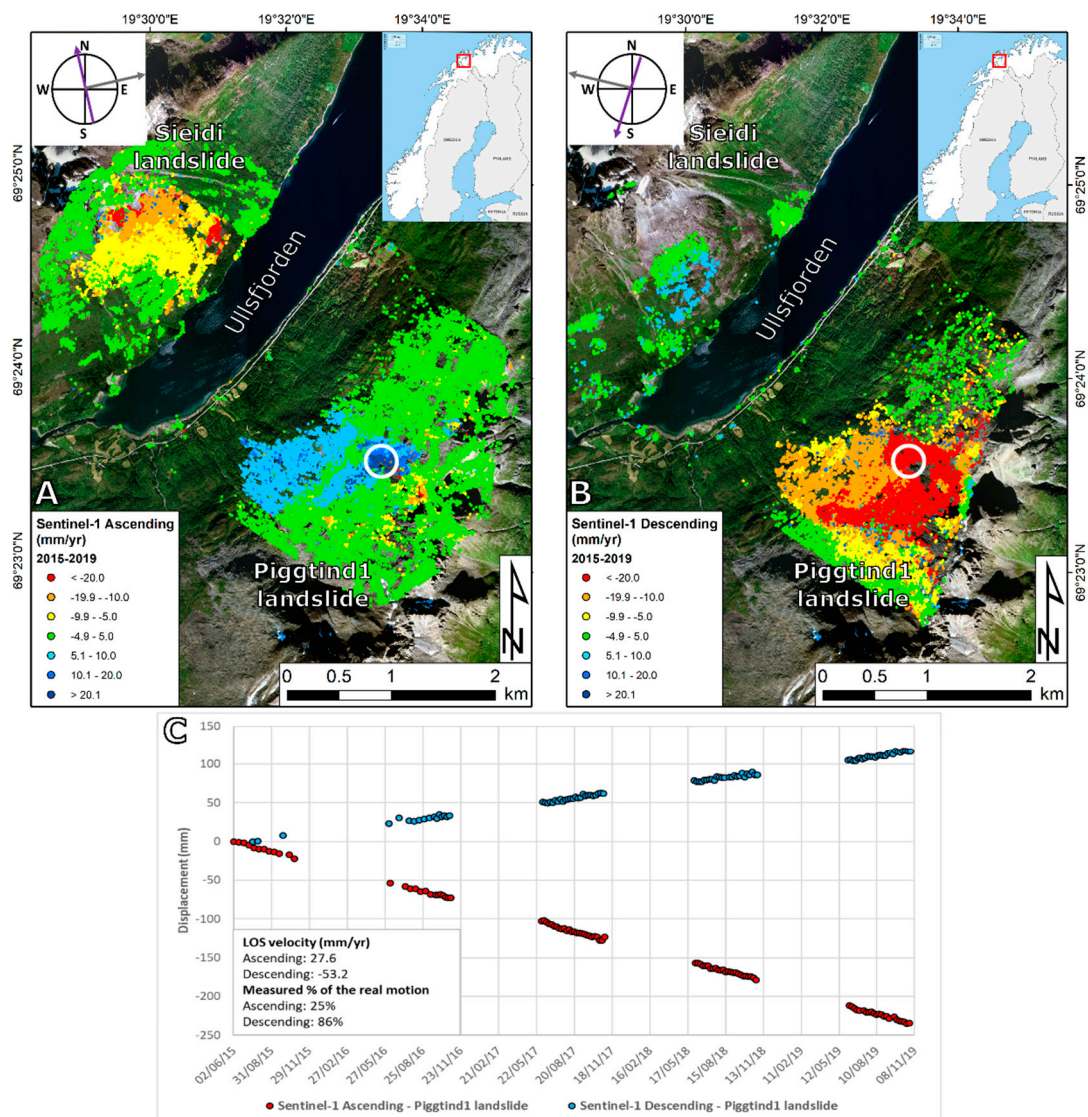 19°30'0"E 19°32'0"E 19°34'0"E
19°30'0"E 19°32'0"E 19°34'0"E
N
W E
S
Sieidi
landslide
SWEDEN
FINLAND
ESTONIA
RUSSIA
69°25'0"N
69°24'0"N
69°23'0"N
Ullsfjorden
A
Piggtind1
landslide
Sentinel-1 Ascending
(mm/yr)
2015-2019
< -20.0
-19.9 - -10.0
-9.9 - -5.0
-4.9 - 5.0
5.1 - 10.0
10.1 - 20.0
> 20.1
N
0 0.5 1 2
km
N
W E
S
Sieidi
landslide
SWEDEN
FINLAND
ESTONIA
RUSSIA
69°25'0"N
69°24'0"N
69°23'0"N
Ullsfjorden
B
Piggtind1
landslide
Sentinel-1 Descending
(mm/yr)
2015-2019
< -20.0
-19.9 - -10.0
-9.9 - -5.0
-4.9 - 5.0
5.1 - 10.0
10.1 - 20.0
> 20.1
N
0 0.5 1 2
km
C
Displacement (mm)
150
100
50
0
-50
-100
-150
-200
-250
LOS velocity (mm/yr)
Ascending: 27.6
Descending: -53.2
Measured % of the real motion
Ascending: 25%
Descending: 86%
02/06/15 31/08/15 29/11/15 27/02/16 27/05/16 25/08/16 23/11/16 21/02/17 22/05/17 20/08/17 18/11/17 16/02/18 17/05/18 15/08/18 13/11/18 11/02/19 12/05/19 10/08/19 08/11/19
Sentinel-1 Ascending - Piggtind1 landslide Sentinel-1 Descending - Piggtind1 landslide